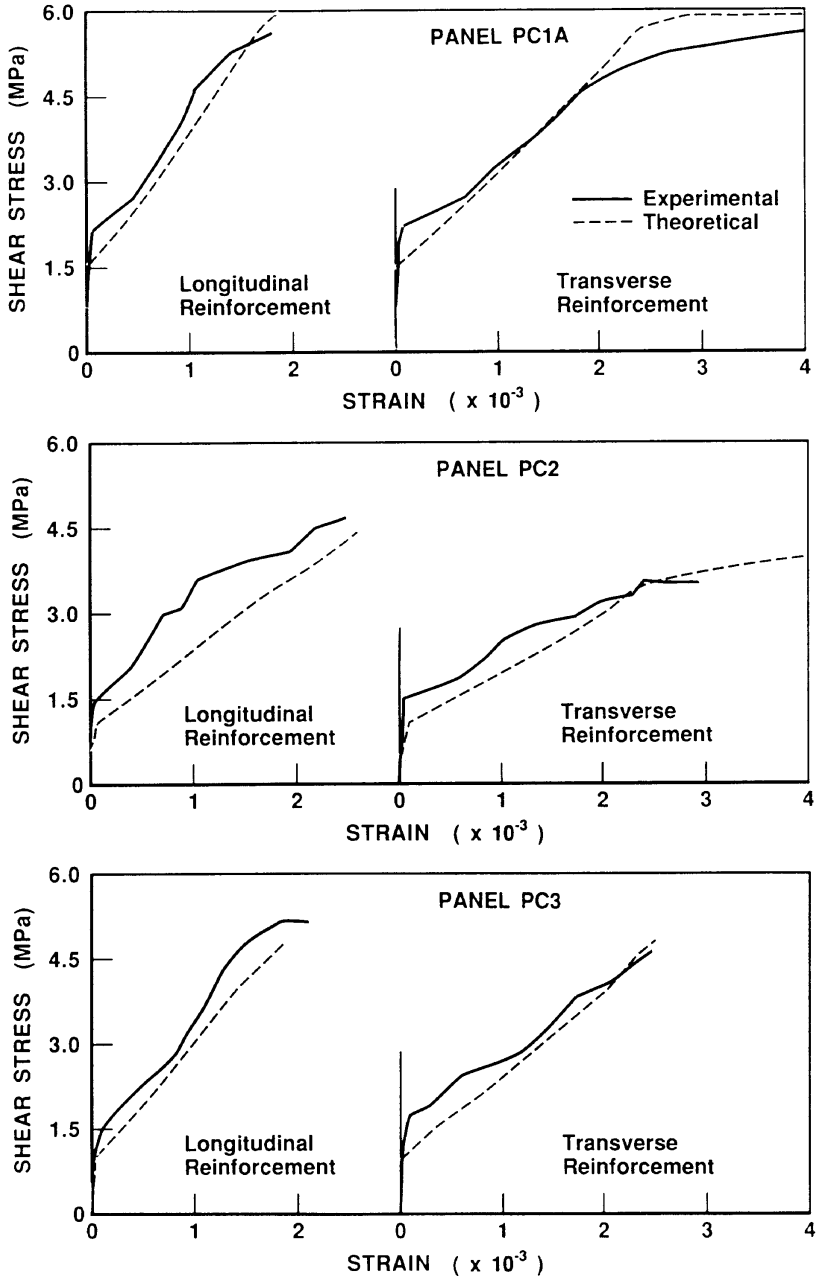 PANEL PC1A
SHEAR STRESS (MPa)
6.0
4.5
3.0
1.5
0
Experimental
Theoretical
Longitudinal
Reinforcement
Transverse
Reinforcement
0 1 2 0 1 2 3 4
STRAIN ( x 10⁻³ )
PANEL PC2
SHEAR STRESS (MPa)
6.0
4.5
3.0
1.5
0
Longitudinal
Reinforcement
Transverse
Reinforcement
0 1 2 0 1 2 3 4
STRAIN ( x 10⁻³ )
PANEL PC3
SHEAR STRESS (MPa)
6.0
4.5
3.0
1.5
0
Longitudinal
Reinforcement
Transverse
Reinforcement
0 1 2 0 1 2 3 4
STRAIN ( x 10⁻³ )